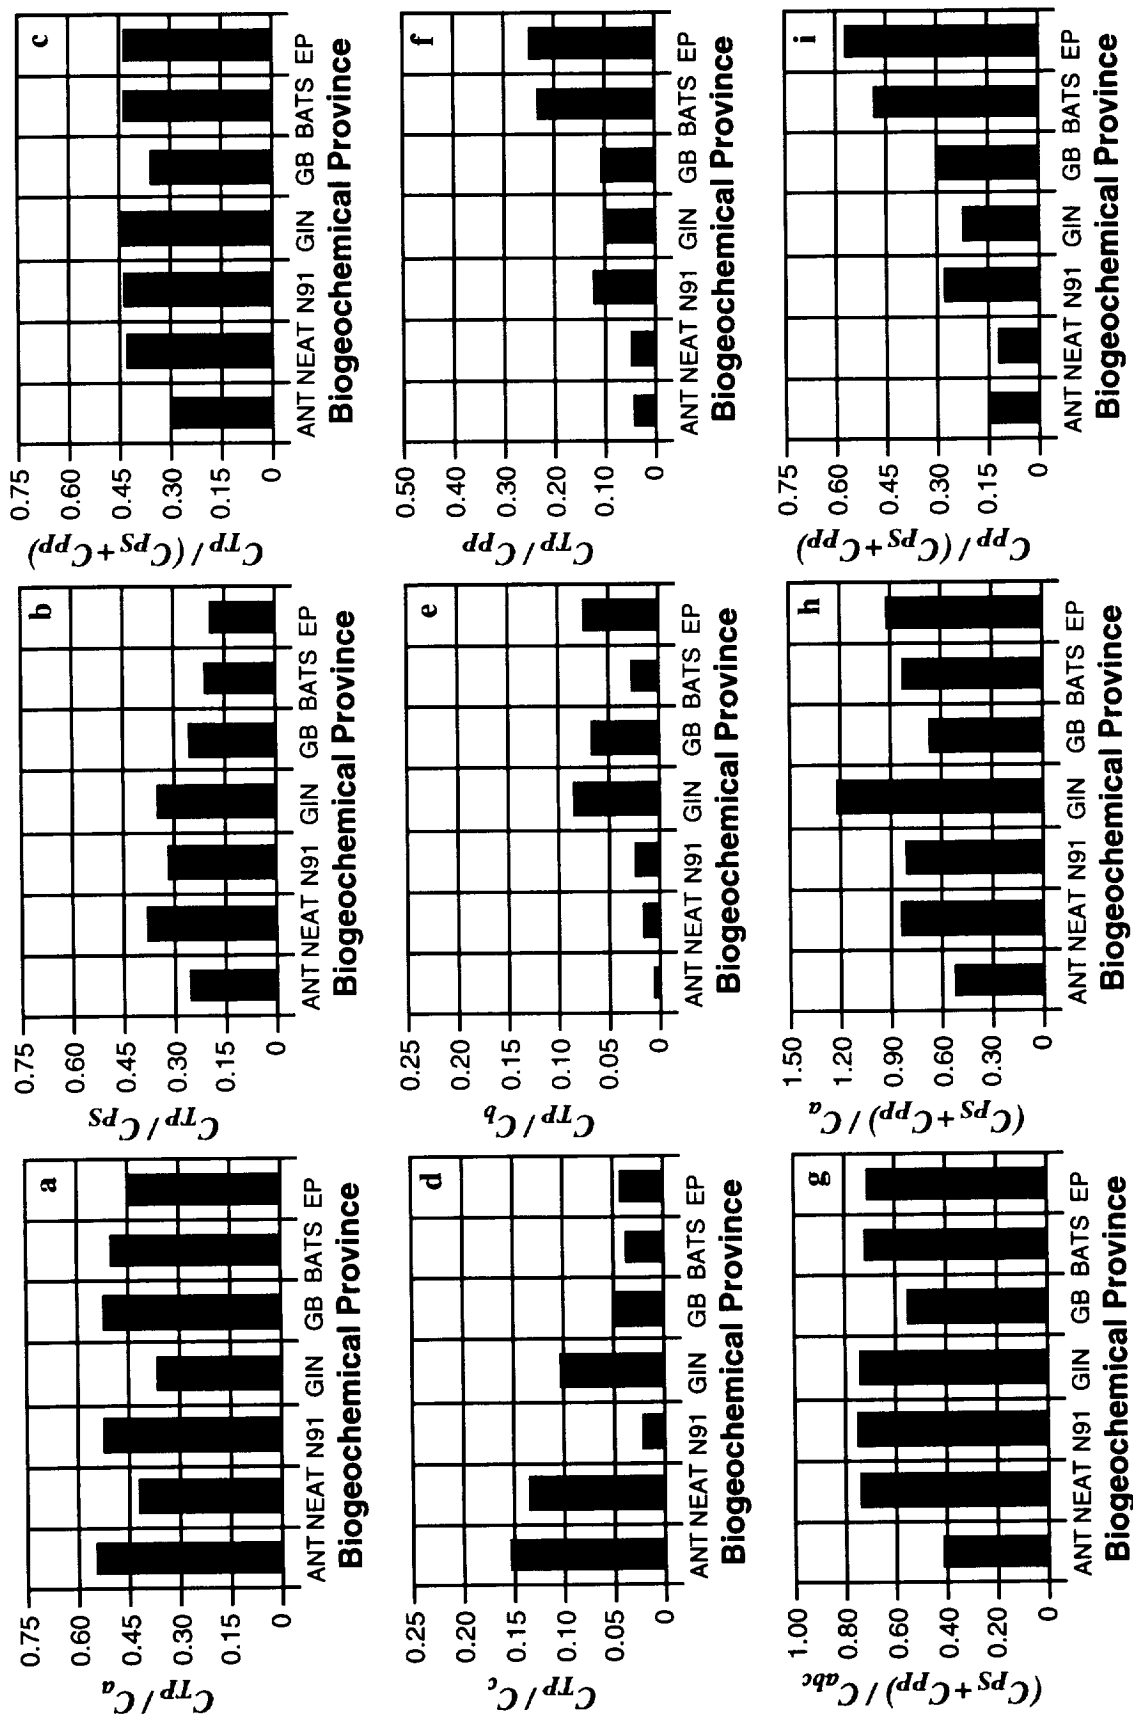 a
C_TP / C_a
0.75
0.60
0.45
0.30
0.15
0
ANT NEAT N91 GIN GB BATS EP
Biogeochemical Province
b
C_TP / C_PS
0.75
0.60
0.45
0.30
0.15
0
ANT NEAT N91 GIN GB BATS EP
Biogeochemical Province
c
C_TP / (C_PS + C_PP)
0.75
0.60
0.45
0.30
0.15
0
ANT NEAT N91 GIN GB BATS EP
Biogeochemical Province
d
C_TP / C_c
0.25
0.20
0.15
0.10
0.05
0
ANT NEAT N91 GIN GB BATS EP
Biogeochemical Province
e
C_TP / C_b
0.25
0.20
0.15
0.10
0.05
0
ANT NEAT N91 GIN GB BATS EP
Biogeochemical Province
f
C_TP / C_PP
0.50
0.40
0.30
0.20
0.10
0
ANT NEAT N91 GIN GB BATS EP
Biogeochemical Province
g
(C_PS + C_PP) / C_abc
1.00
0.80
0.60
0.40
0.20
0
ANT NEAT N91 GIN GB BATS EP
Biogeochemical Province
h
(C_PS + C_PP) / C_a
1.50
1.20
0.90
0.60
0.30
0
ANT NEAT N91 GIN GB BATS EP
Biogeochemical Province
i
C_PP / (C_PS + C_PP)
0.75
0.60
0.45
0.30
0.15
0
ANT NEAT N91 GIN GB BATS EP
Biogeochemical Province